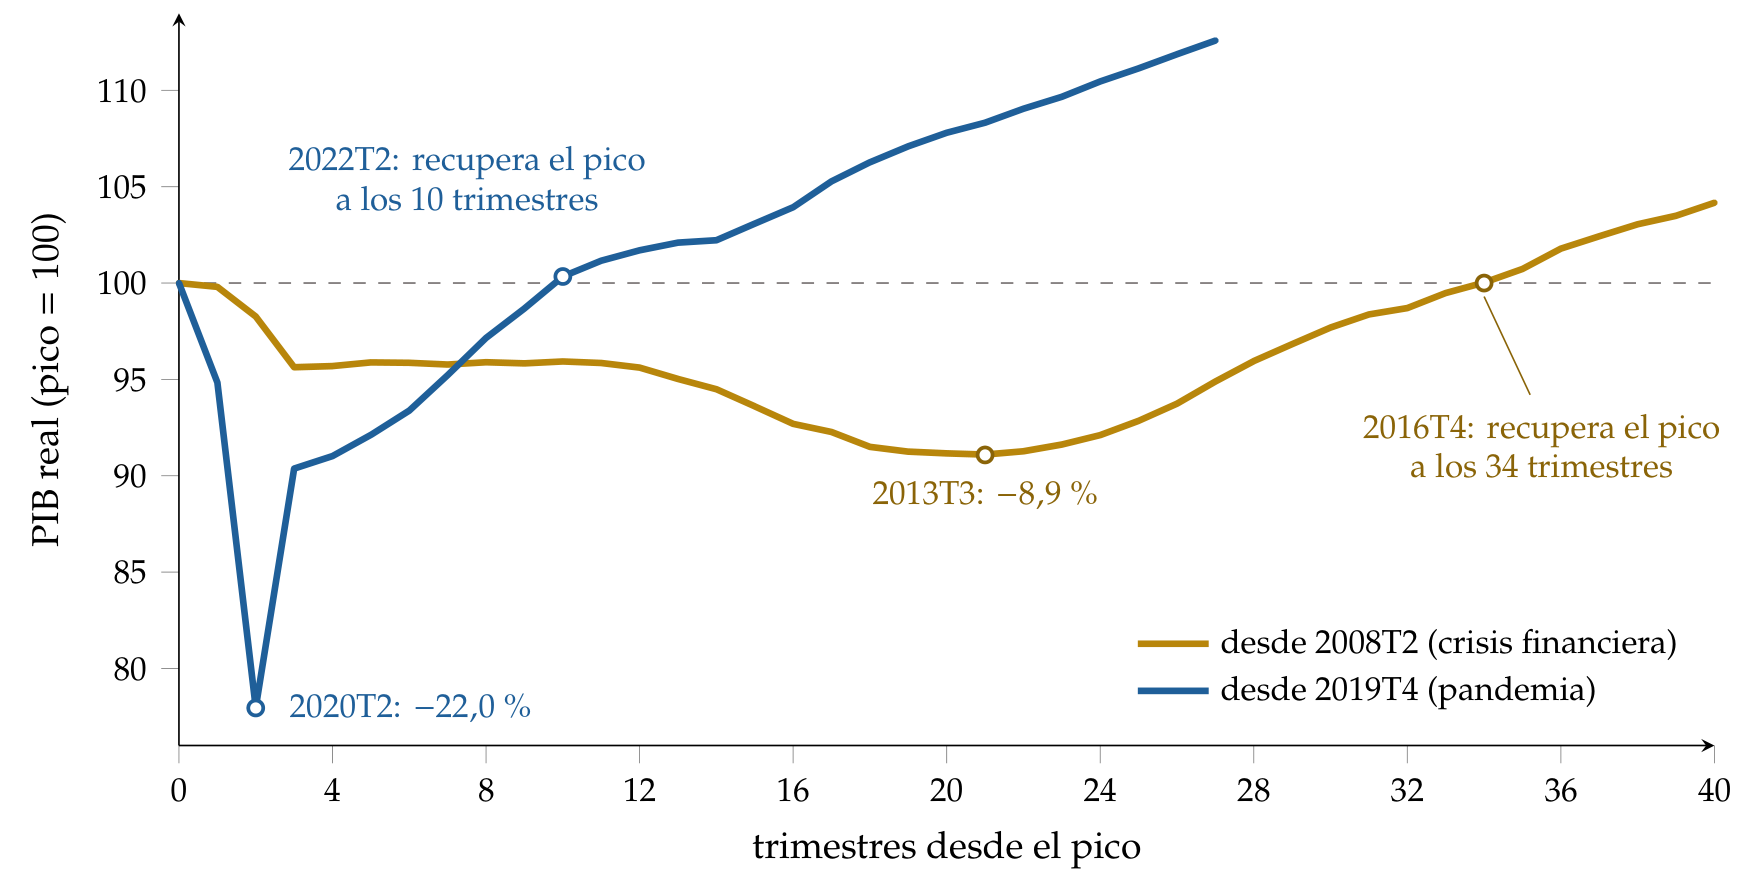 110
105
100
95
90
85
80
PIB real (pico = 100)
2022T2: recupera el pico
a los 10 trimestres
2016T4: recupera el pico
a los 34 trimestres
2013T3: −8,9 %
2020T2: −22,0 %
desde 2008T2 (crisis financiera)
desde 2019T4 (pandemia)
0 4 8 12 16 20 24 28 32 36 40
trimestres desde el pico